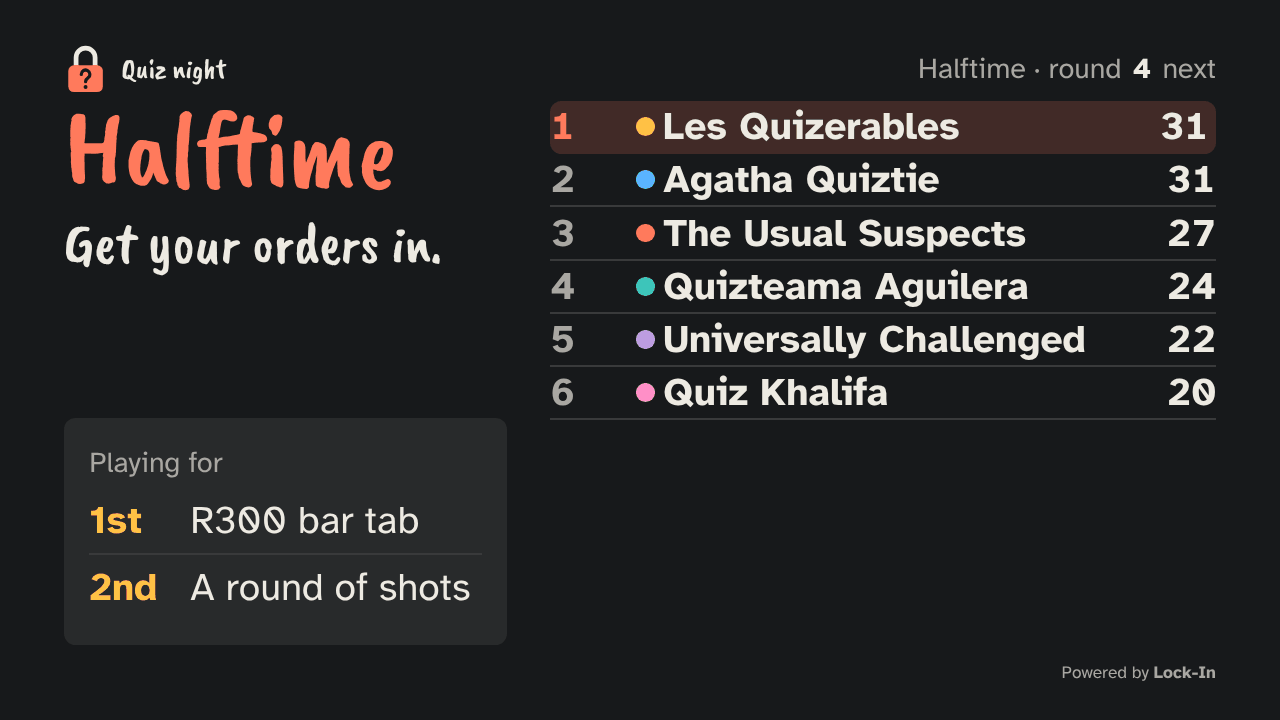 ?
Quiz night
Halftime
Get your orders in.
Playing for
1st R300 bar tab
2nd A round of shots
Halftime · round 4 next
1 Les Quizerables 31
2 Agatha Quiztie 31
3 The Usual Suspects 27
4 Quizteama Aguilera 24
5 Universally Challenged 22
6 Quiz Khalifa 20
Powered by Lock-In